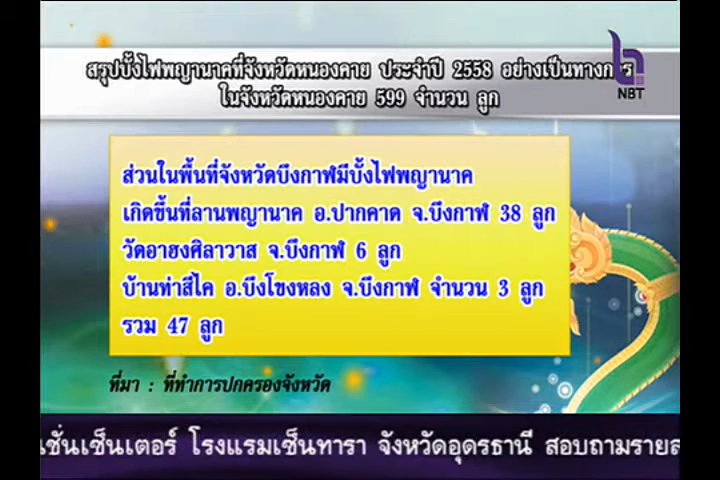 สรุปบั้งไฟพญานาคที่จังหวัดหนองคาย ประจำปี 2558 อย่างเป็นทางการ
ในจังหวัดหนองคาย 599 จำนวน ลูก
NBT
ส่วนในพื้นที่จังหวัดบึงกาฬมีบั้งไฟพญานาค
เกิดขึ้นที่ลานพญานาค อ.ปากคาด จ.บึงกาฬ 38 ลูก
วัดอาฮงศิลาวาส จ.บึงกาฬ 6 ลูก
บ้านท่าสีไค อ.บึงโขงหลง จ.บึงกาฬ จำนวน 3 ลูก
รวม 47 ลูก
ที่มา : ที่ทำการปกครองจังหวัด
นชั่นเซ็นเตอร์ โรงแรมเซ็นทารา จังหวัดอุดรธานี สอบถามรายล